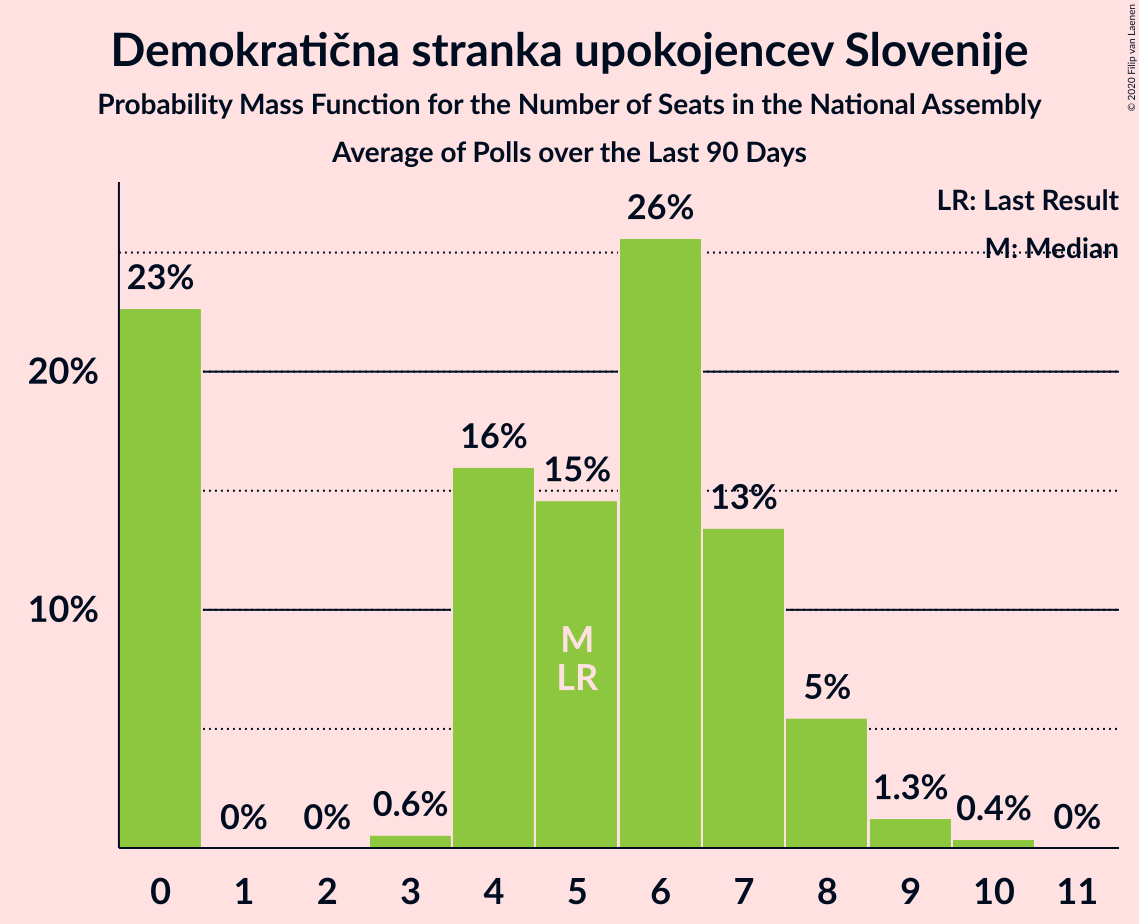 Demokratična stranka upokojencev Slovenije
Probability Mass Function for the Number of Seats in the National Assembly
Average of Polls over the Last 90 Days
© 2020 Filip van Laenen
LR: Last Result
M: Median
26%
23%
20%
16%
15%
13%
10%
M
LR
5%
1.3%
0.6%
0.4%
0%
0%
0%
0 1 2 3 4 5 6 7 8 9 10 11